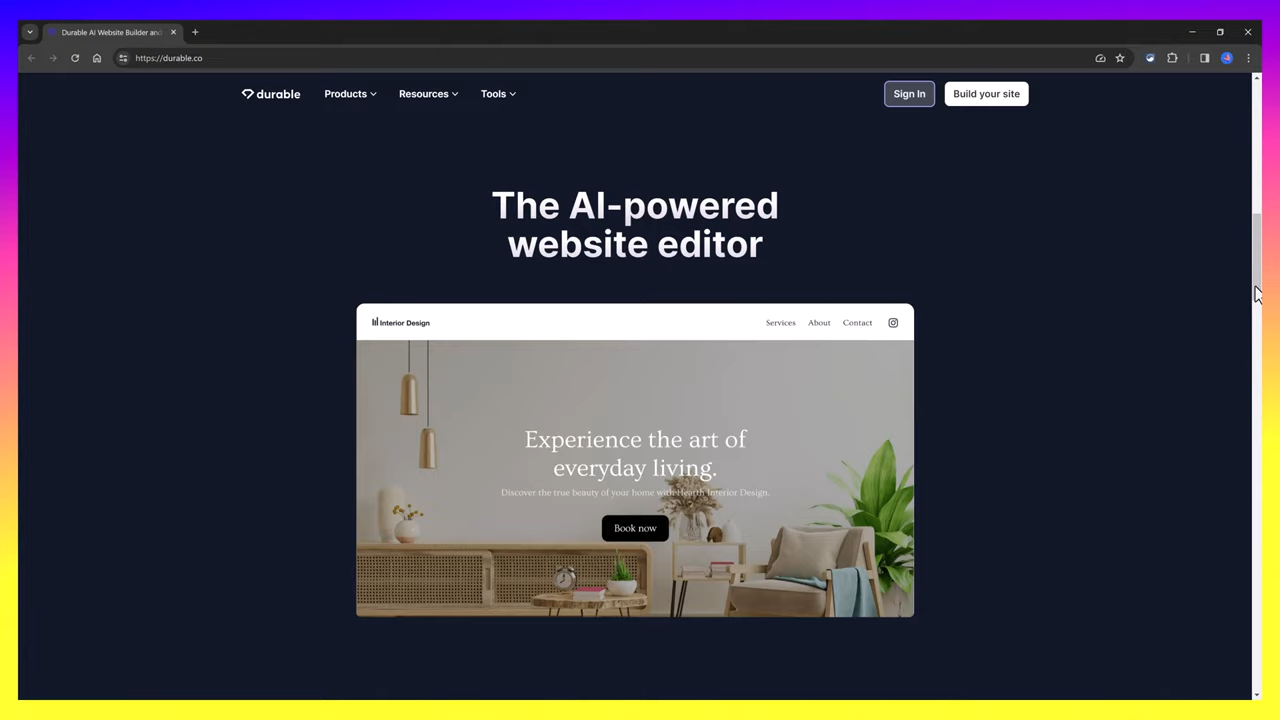 Durable AI Website Builder and
https://durable.co
durable
Products
Resources
Tools
Sign In
Build your site
The AI-powered
website editor
Interior Design
Services
About
Contact
Experience the art of
everyday living.
Discover the true beauty of your home with Hearth Interior Design.
Book now